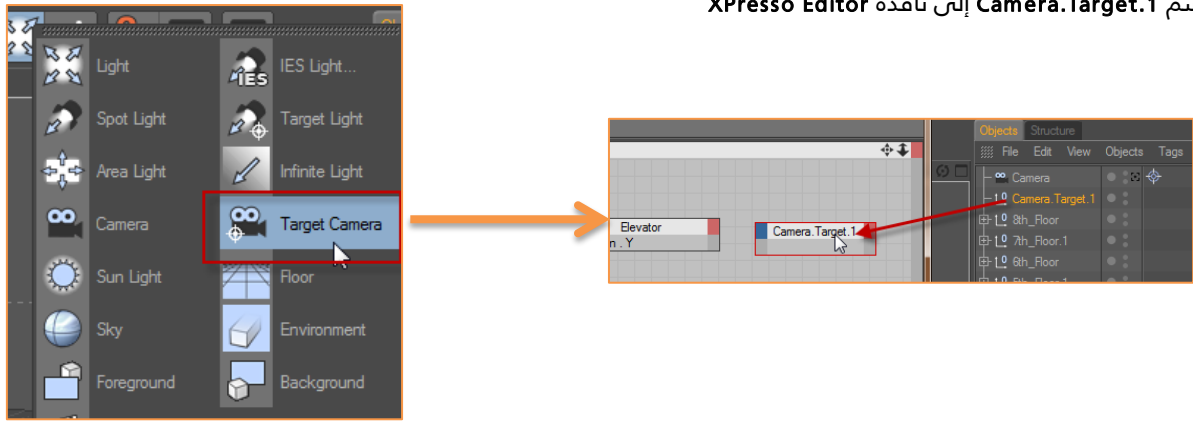 Camera.Target.1 إلى نافذة XPresso Editor
Light
IES Light...
Spot Light
Target Light
Area Light
Infinite Light
Camera
Target Camera
Sun Light
Floor
Sky
Environment
Foreground
Background
IES
Objects Structure
File Edit View Objects Tags
Camera
Camera.Target.1
8th_Floor
7th_Floor.1
6th_Floor
Elevator
n . Y
Camera.Target.1